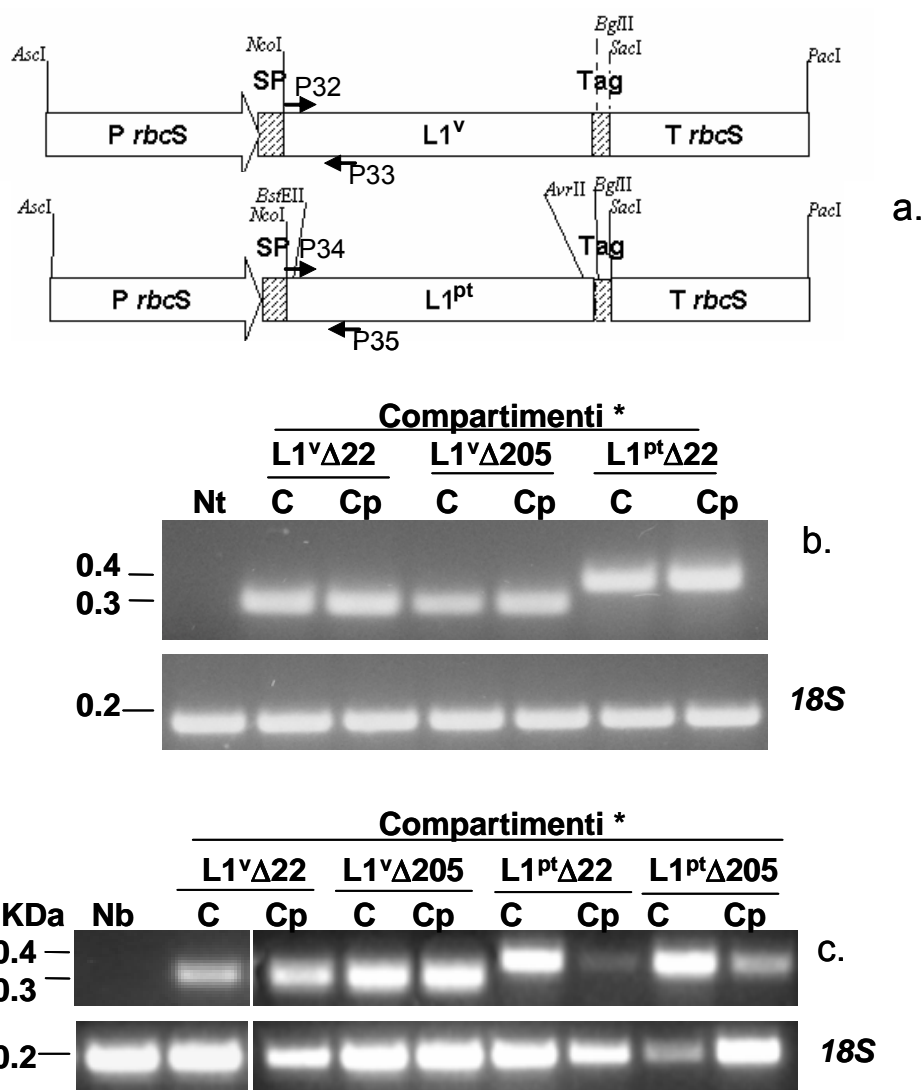 BglII
NcoI SacI
AscI PacI
SP P32 Tag
P rbcS L1v T rbcS
P33
BstEII AvrII BglII
AscI NcoI SacI PacI
a.
SP P34 Tag
P rbcS L1pt T rbcS
P35
Compartimenti *
L1vΔ22 L1vΔ205 L1ptΔ22
Nt C Cp C Cp C Cp
b.
0.4
0.3
0.2 18S
Compartimenti *
L1vΔ22 L1vΔ205 L1ptΔ22 L1ptΔ205
KDa Nb C Cp C Cp C Cp C Cp
0.4 c.
0.3
0.2 18S